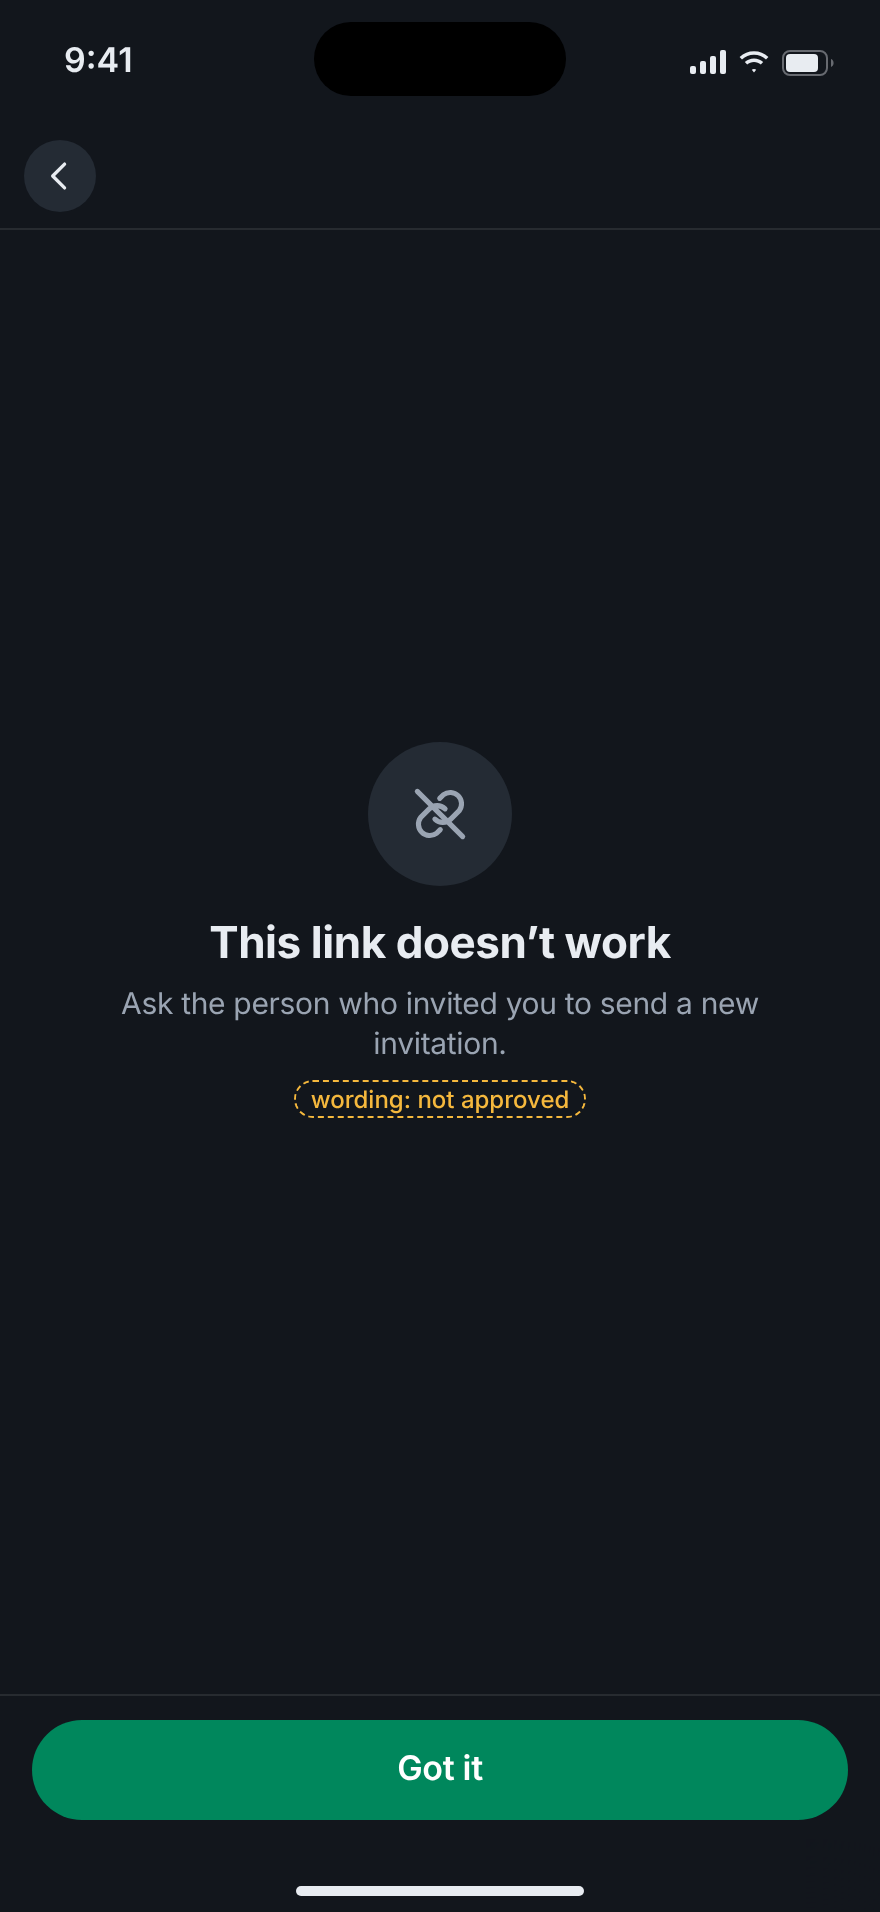 9:41
This link doesn’t work
Ask the person who invited you to send a new
invitation.
wording: not approved
Got it